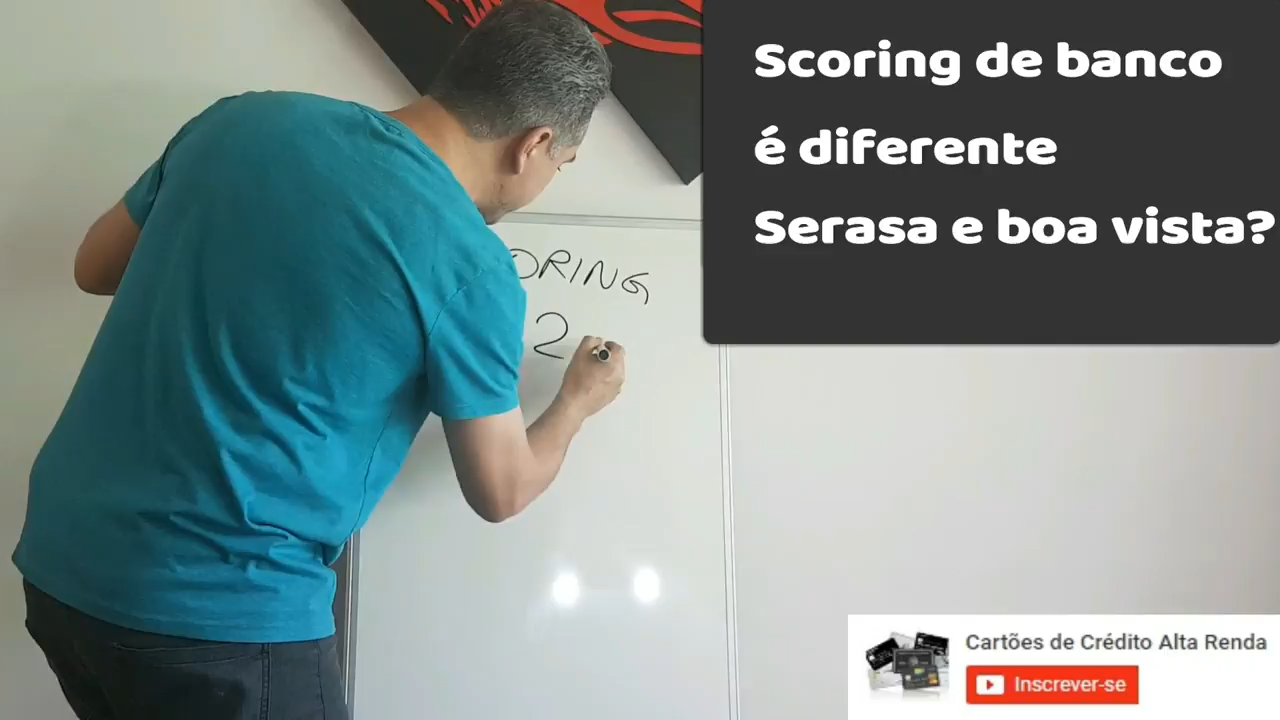 Scoring de banco
é diferente
Serasa e boa vista?
ORING
2
Cartões de Crédito Alta Renda
Inscrever-se